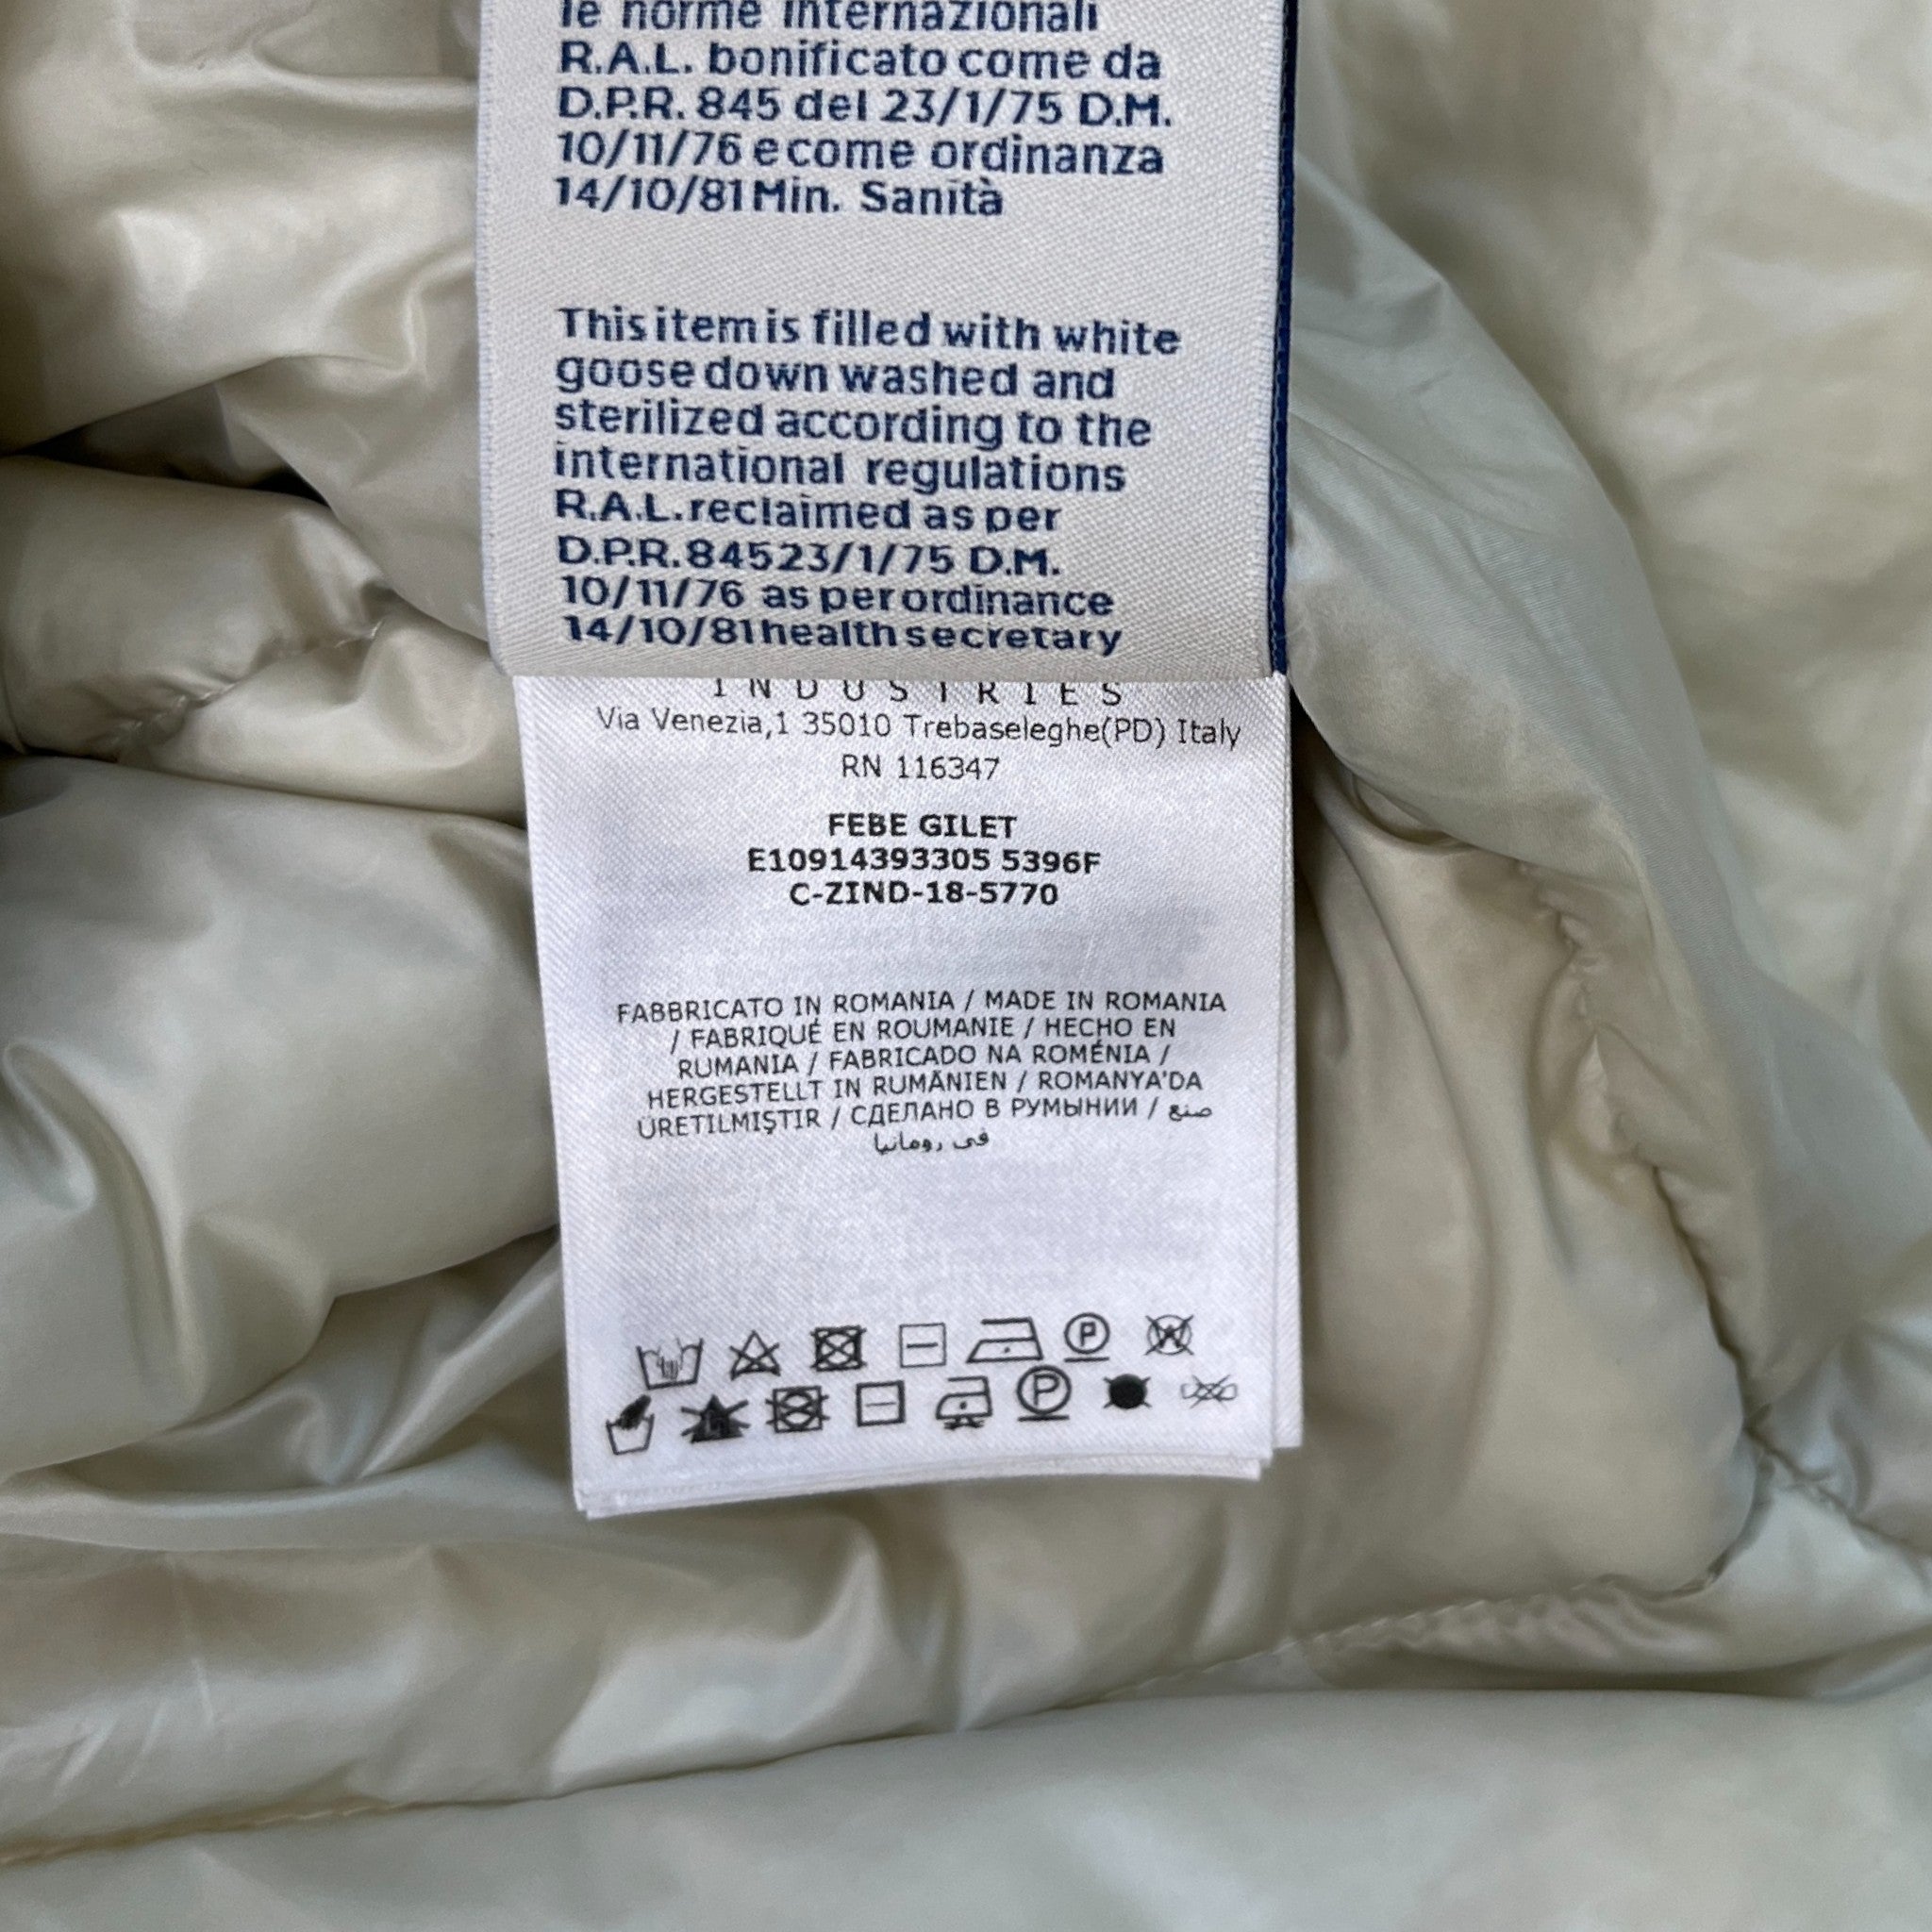 le norme internazionali
R.A.L. bonificato come da
D.P.R. 845 del 23/1/75 D.M.
10/11/76 e come ordinanza
14/10/81 Min. Sanità
This item is filled with white
goose down washed and
sterilized according to the
international regulations
R.A.L. reclaimed as per
D.P.R. 84523/1/75 D.M.
10/11/76 as per ordinance
14/10/81 health secretary
INDUSTRIES
Via Venezia,1 35010 Trebaseleghe(PD) Italy
RN 116347
FEBE GILET
E10914393305 5396F
C-ZIND-18-5770
FABBRICATO IN ROMANIA / MADE IN ROMANIA
/ FABRIQUÉ EN ROUMANIE / HECHO EN
RUMANIA / FABRICADO NA ROMÉNIA /
HERGESTELLT IN RUMÄNIEN / ROMANYA'DA
ÜRETILMIŞTIR / СДЕЛАНО В РУМЫНИИ / صنع
في رومانيا
P W
P